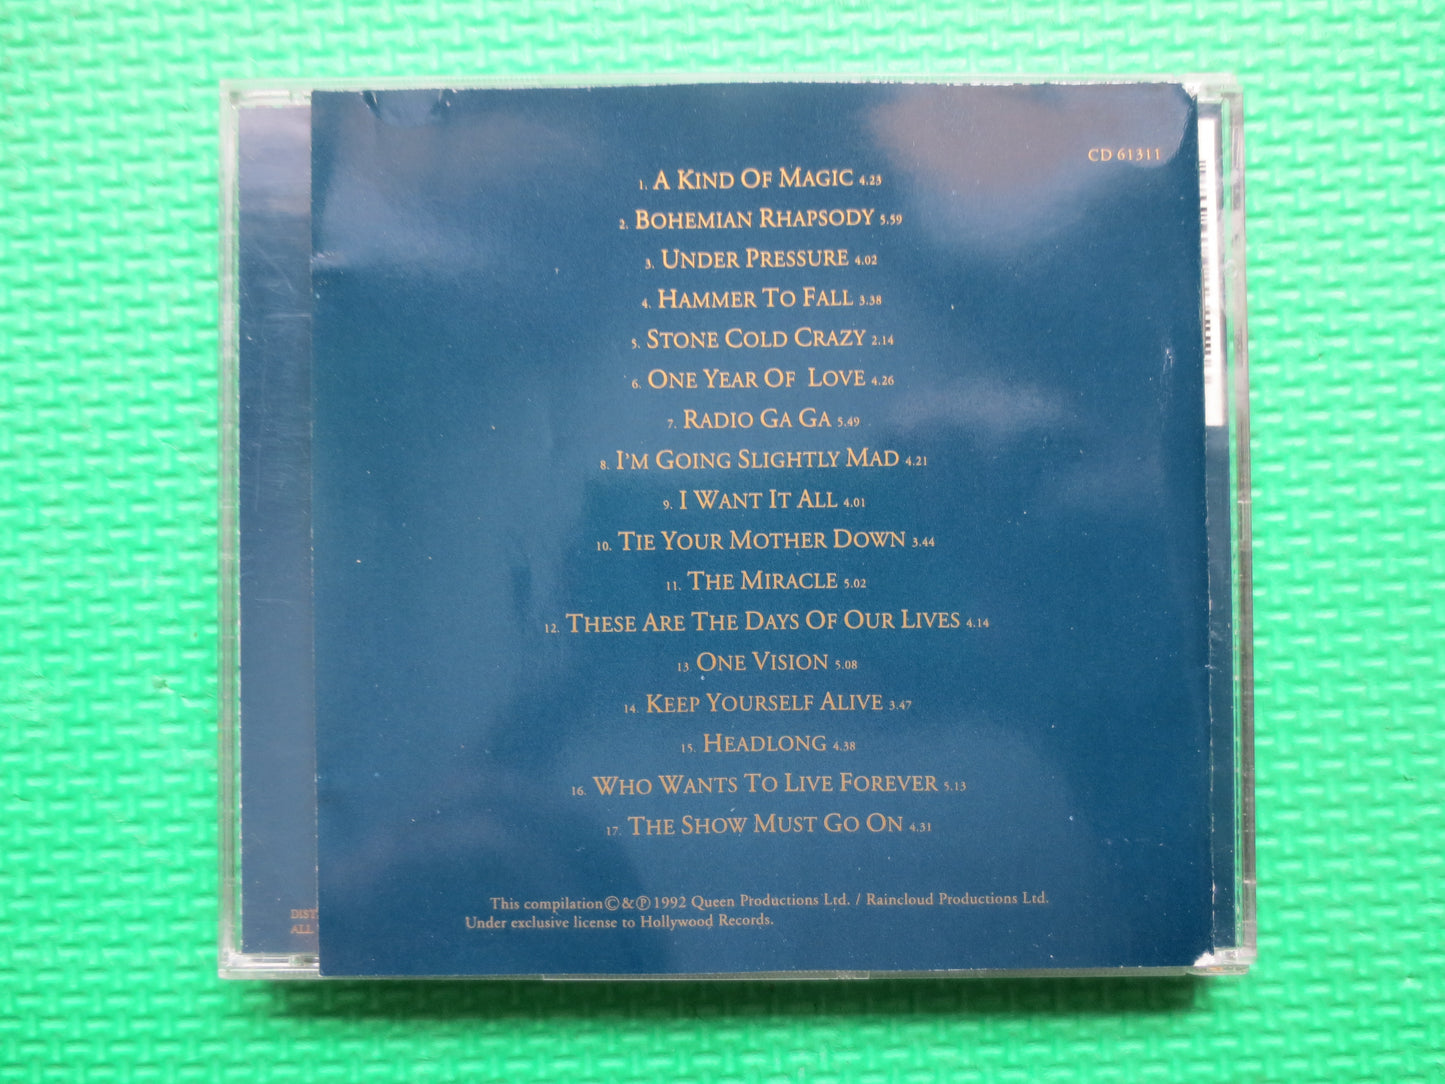 CD 61311
1. A KIND OF MAGIC 4.23
2. BOHEMIAN RHAPSODY 5.59
3. UNDER PRESSURE 4.02
4. HAMMER TO FALL 3.38
5. STONE COLD CRAZY 2.14
6. ONE YEAR OF LOVE 4.26
7. RADIO GA GA 5.49
8. I'M GOING SLIGHTLY MAD 4.21
9. I WANT IT ALL 4.01
10. TIE YOUR MOTHER DOWN 3.44
11. THE MIRACLE 5.02
12. THESE ARE THE DAYS OF OUR LIVES 4.14
13. ONE VISION 5.08
14. KEEP YOURSELF ALIVE 3.47
15. HEADLONG 4.38
16. WHO WANTS TO LIVE FOREVER 5.13
17. THE SHOW MUST GO ON 4.31
This compilation © & ℗ 1992 Queen Productions Ltd. / Raincloud Productions Ltd.
Under exclusive license to Hollywood Records.
DIST
ALL